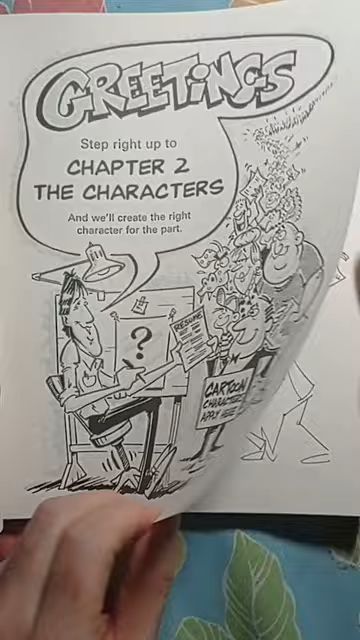 GREETINGS
Step right up to
CHAPTER 2
THE CHARACTERS
And we'll create the right
character for the part.
?
RESUME
CARTOON
CHARACTERS
APPLY